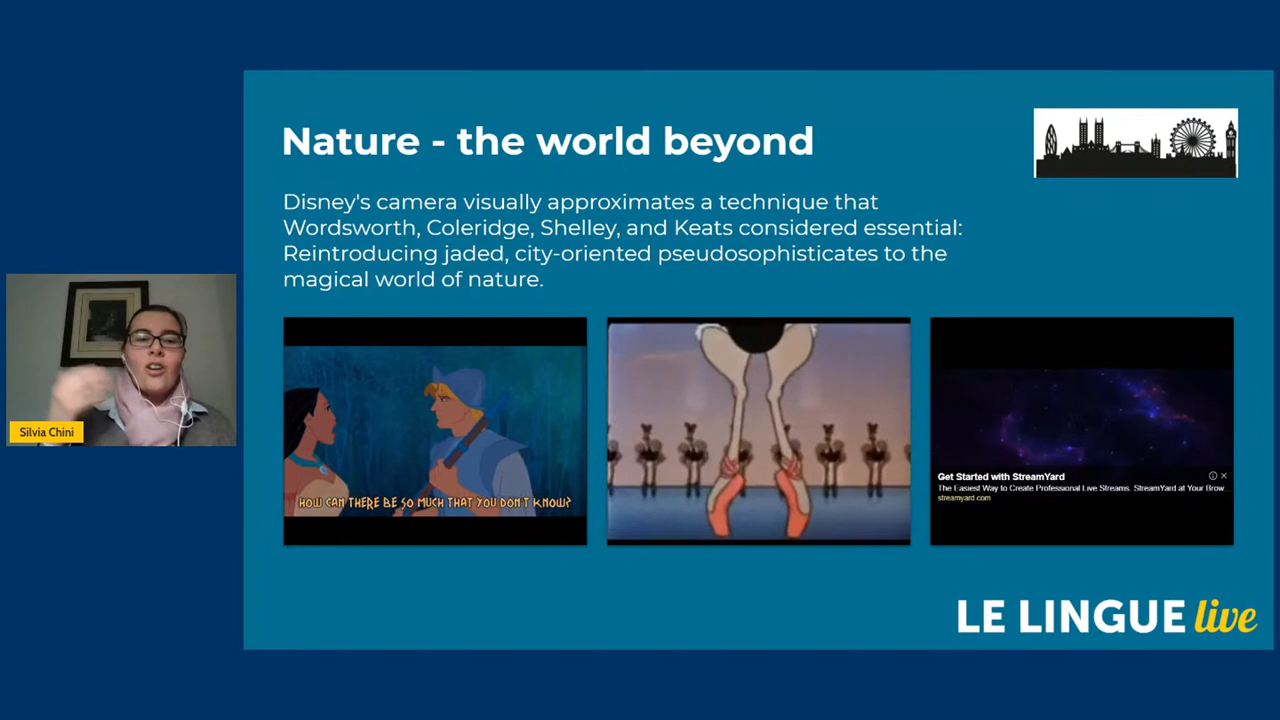 Nature - the world beyond
Disney's camera visually approximates a technique that
Wordsworth, Coleridge, Shelley, and Keats considered essential:
Reintroducing jaded, city-oriented pseudosophisticates to the
magical world of nature.
Silvia Chini
HOW CAN THERE BE SO MUCH THAT YOU DON'T KNOW?
Get Started with StreamYard
The Easiest Way to Create Professional Live Streams. StreamYard at Your Brow
streamyard.com
LE LINGUE live